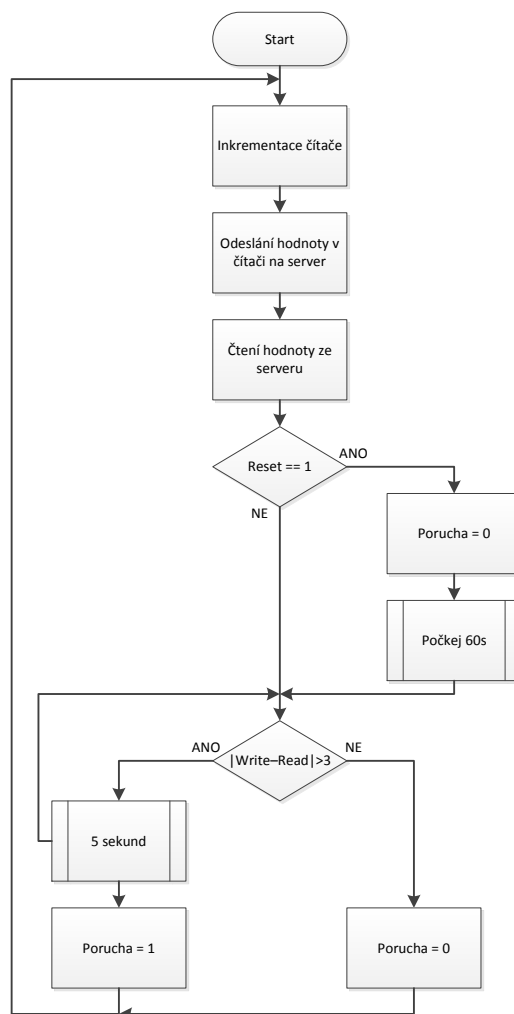 Start
Inkrementace čítače
Odeslání hodnoty v
čítači na server
Čtení hodnoty ze
serveru
Reset == 1
ANO
NE
Porucha = 0
Počkej 60s
|Write–Read|>3
ANO
NE
5 sekund
Porucha = 1
Porucha = 0